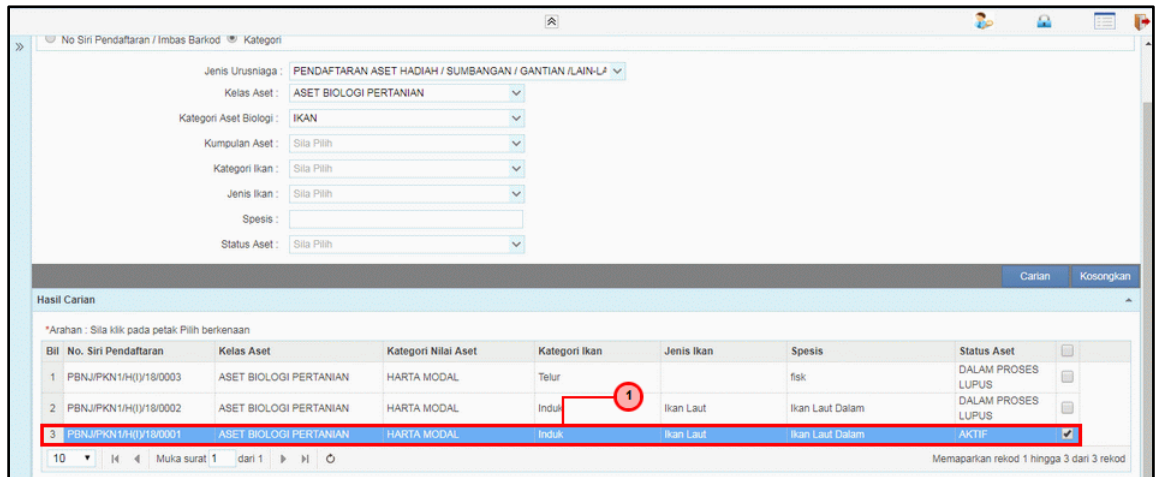 No Siri Pendaftaran / Imbas Barkod Kategori
Jenis Urusniaga : PENDAFTARAN ASET HADIAH / SUMBANGAN / GANTIAN /LAIN-LA
Kelas Aset : ASET BIOLOGI PERTANIAN
Kategori Aset Biologi : IKAN
Kumpulan Aset : Sila Pilih
Kategori Ikan : Sila Pilih
Jenis Ikan : Sila Pilih
Spesis :
Status Aset : Sila Pilih
Carian Kosongkan
Hasil Carian
*Arahan : Sila klik pada petak Pilih berkenaan
Bil No. Siri Pendaftaran Kelas Aset Kategori Nilai Aset Kategori Ikan Jenis Ikan Spesis Status Aset
1 PBNJ/PKN1/H(I)/18/0003 ASET BIOLOGI PERTANIAN HARTA MODAL Telur fisk DALAM PROSES
LUPUS
1
2 PBNJ/PKN1/H(I)/18/0002 ASET BIOLOGI PERTANIAN HARTA MODAL Induk Ikan Laut Ikan Laut Dalam DALAM PROSES
LUPUS
3 PBNJ/PKN1/H(I)/18/0001 ASET BIOLOGI PERTANIAN HARTA MODAL Induk Ikan Laut Ikan Laut Dalam AKTIF
10 Muka surat 1 dari 1 Memaparkan rekod 1 hingga 3 dari 3 rekod